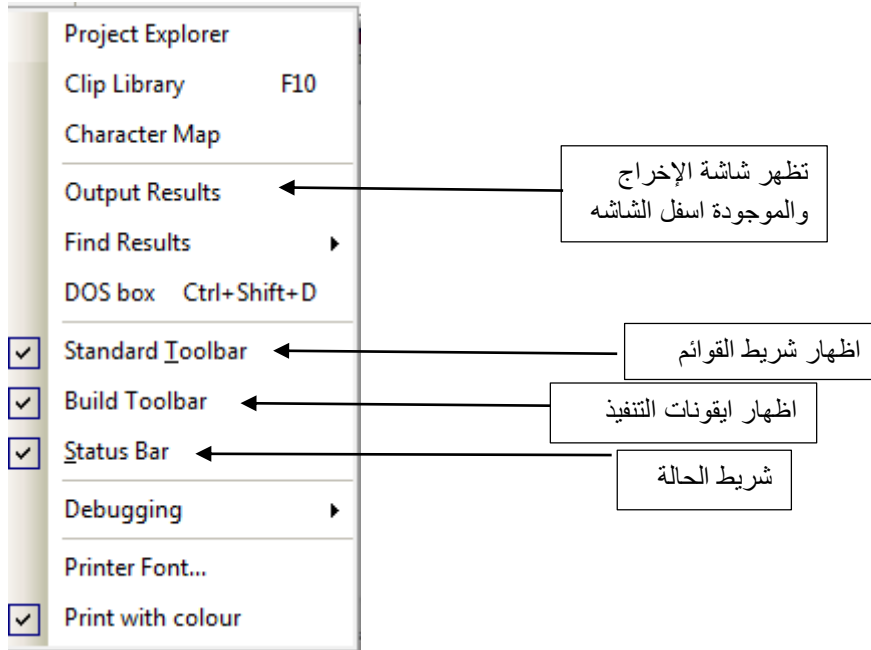 Project Explorer
Clip Library F10
Character Map
Output Results
تظهر شاشة الإخراج
والموجودة اسفل الشاشه
Find Results
DOS box Ctrl+Shift+D
Standard Toolbar
اظهار شريط القوائم
Build Toolbar
اظهار ايقونات التنفيذ
Status Bar
شريط الحالة
Debugging
Printer Font...
Print with colour